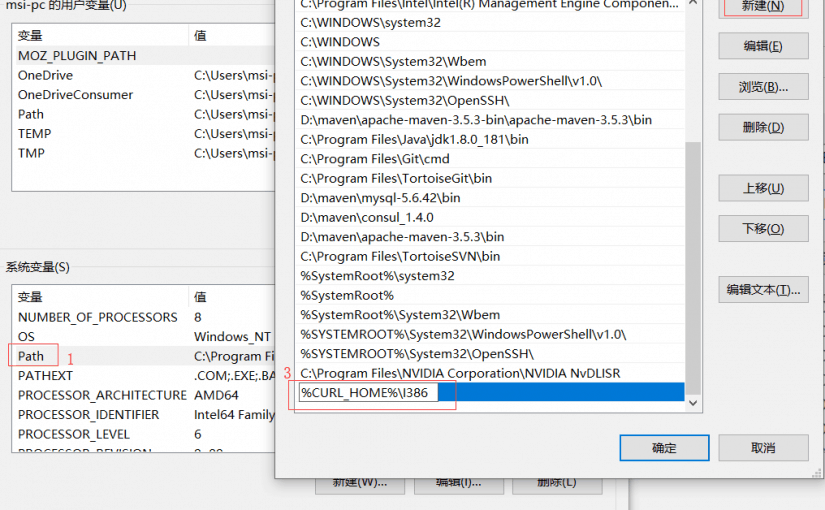 msi-pc 的用户变量(U)
变量 值
MOZ_PLUGIN_PATH
OneDrive C:\Users\msi-p
OneDriveConsumer C:\Users\msi-p
Path C:\Users\msi-p
TEMP C:\Users\msi-p
TMP C:\Users\msi-p
系统变量(S)
变量 值
NUMBER_OF_PROCESSORS 8
OS Windows_NT
Path C:\Program Fi
1
PATHEXT .COM;.EXE;.BA
PROCESSOR_ARCHITECTURE AMD64
PROCESSOR_IDENTIFIER Intel64 Family
PROCESSOR_LEVEL 6
PROCESSOR_REVISION
新建(W)...
编辑(I)...
删除(L)
C:\Program Files\Intel\Intel(R) Management Engine Componen...
C:\WINDOWS\system32
C:\WINDOWS
C:\WINDOWS\System32\Wbem
C:\WINDOWS\System32\WindowsPowerShell\v1.0\
C:\WINDOWS\System32\OpenSSH\
D:\maven\apache-maven-3.5.3-bin\apache-maven-3.5.3\bin
C:\Program Files\Java\jdk1.8.0_181\bin
C:\Program Files\Git\cmd
C:\Program Files\TortoiseGit\bin
D:\maven\mysql-5.6.42\bin
D:\maven\consul_1.4.0
D:\maven\apache-maven-3.5.3\bin
C:\Program Files\TortoiseSVN\bin
%SystemRoot%\system32
%SystemRoot%
%SystemRoot%\System32\Wbem
%SYSTEMROOT%\System32\WindowsPowerShell\v1.0\
%SYSTEMROOT%\System32\OpenSSH\
C:\Program Files\NVIDIA Corporation\NVIDIA NvDLISR
3
%CURL_HOME%\I386
新建(N)
编辑(E)
浏览(B)...
删除(D)
上移(U)
下移(O)
编辑文本(T)...
确定
取消